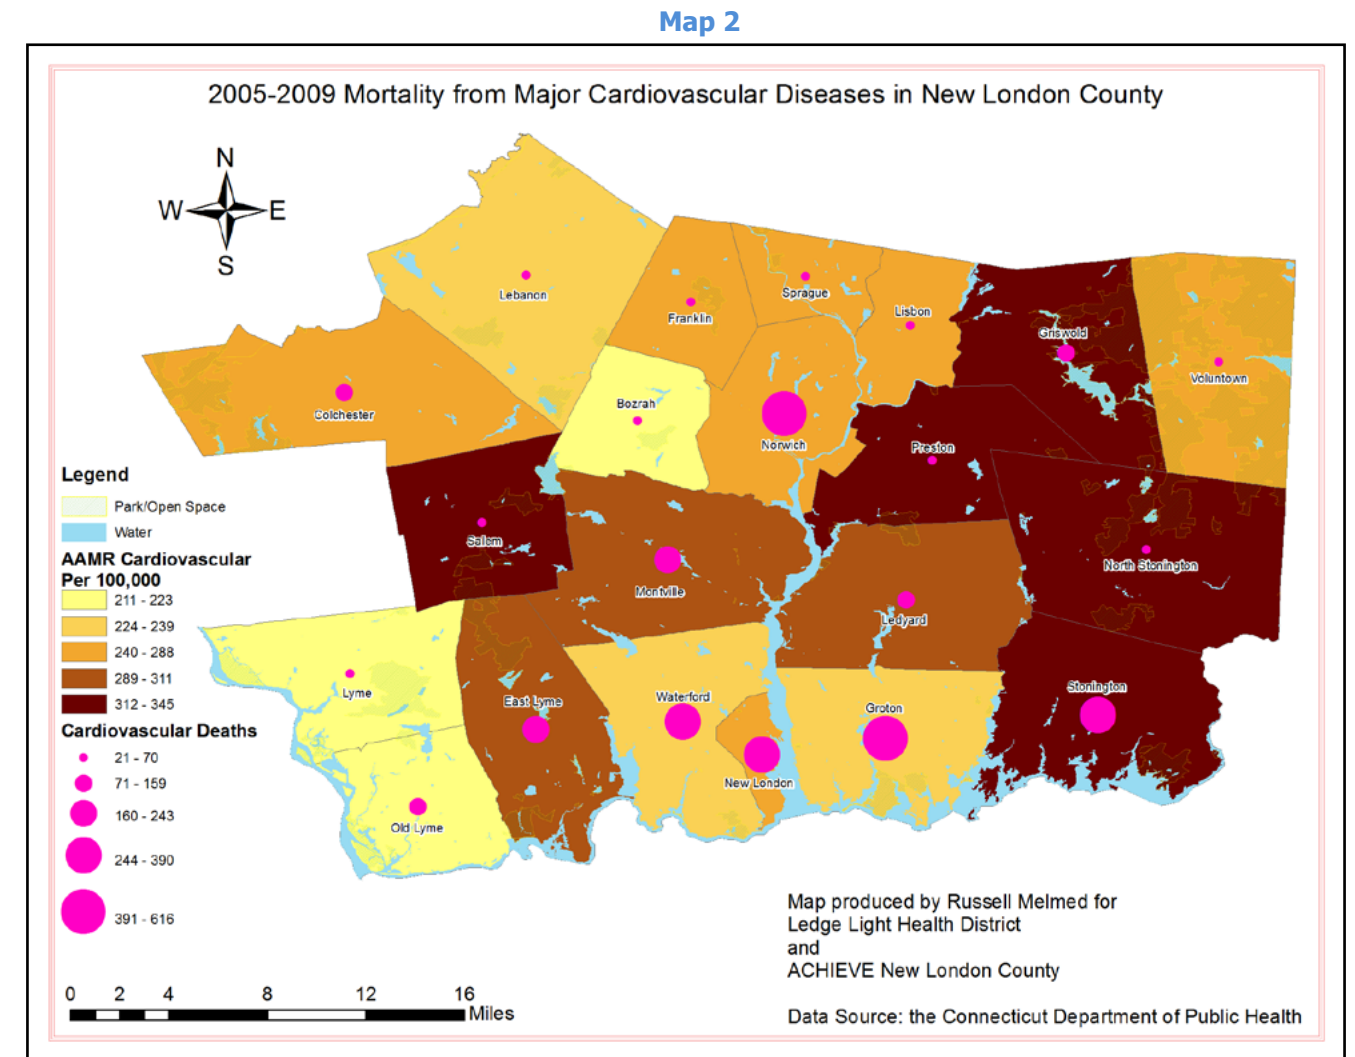 Map 2
2005-2009 Mortality from Major Cardiovascular Diseases in New London County
N
W E
S
Lebanon
Franklin
Sprague
Lisbon
Griswold
Voluntown
Colchester
Bozrah
Norwich
Preston
Salem
Montville
North Stonington
Ledyard
Lyme
East Lyme
Waterford
Groton
Stonington
New London
Old Lyme
Legend
Park/Open Space
Water
AAMR Cardiovascular
Per 100,000
211 - 223
224 - 239
240 - 288
289 - 311
312 - 345
Cardiovascular Deaths
21 - 70
71 - 159
160 - 243
244 - 390
391 - 616
0 2 4 8 12 16
Miles
Map produced by Russell Melmed for
Ledge Light Health District
and
ACHIEVE New London County
Data Source: the Connecticut Department of Public Health